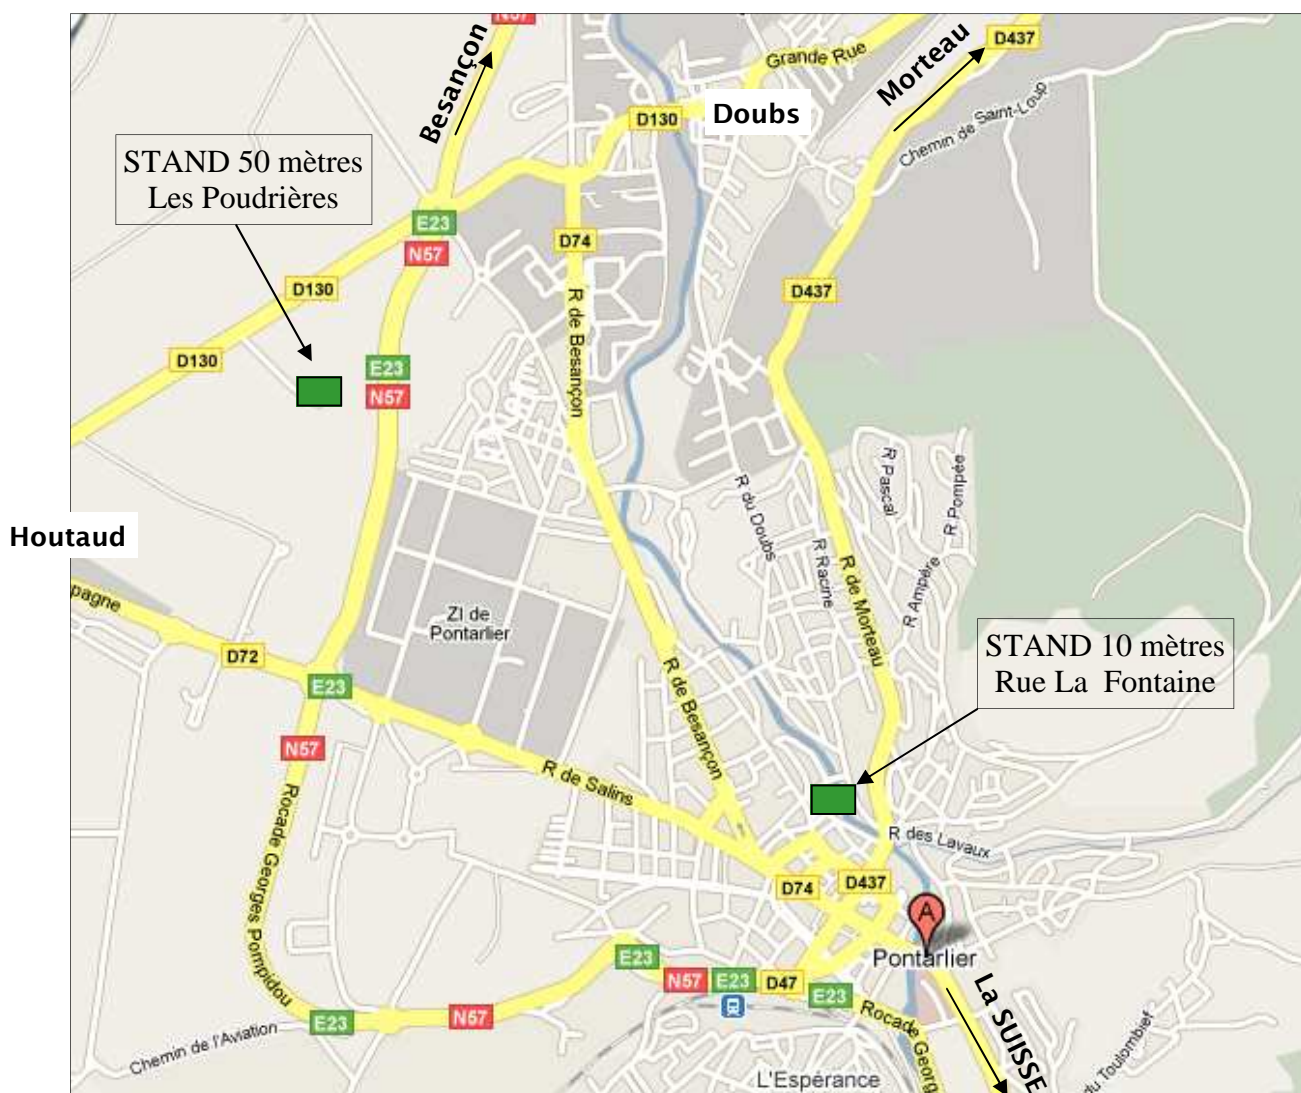 N57
Besançon
Grande Rue
Morteau
D437
D130
Doubs
Chemin de Saint-Loup
STAND 50 mètres
Les Poudrières
E23
N57
D74
D130
D437
R de Besançon
D130
E23
N57
R du Doubs
R Pascal
R Pompée
Houtaud
R Racine
R de Morteau
R Ampère
pagne
ZI de
Pontarlier
D72
E23
STAND 10 mètres
Rue La Fontaine
R de Besançon
N57
R de Salins
Rocade Georges Pompidou
R des Lavaux
D74
D437
A
Pontarlier
E23
N57
E23
D47
E23
La SUISSE
E23
N57
Rocade Georg
Chemin de l'Aviation
du Toulombief
L'Espérance